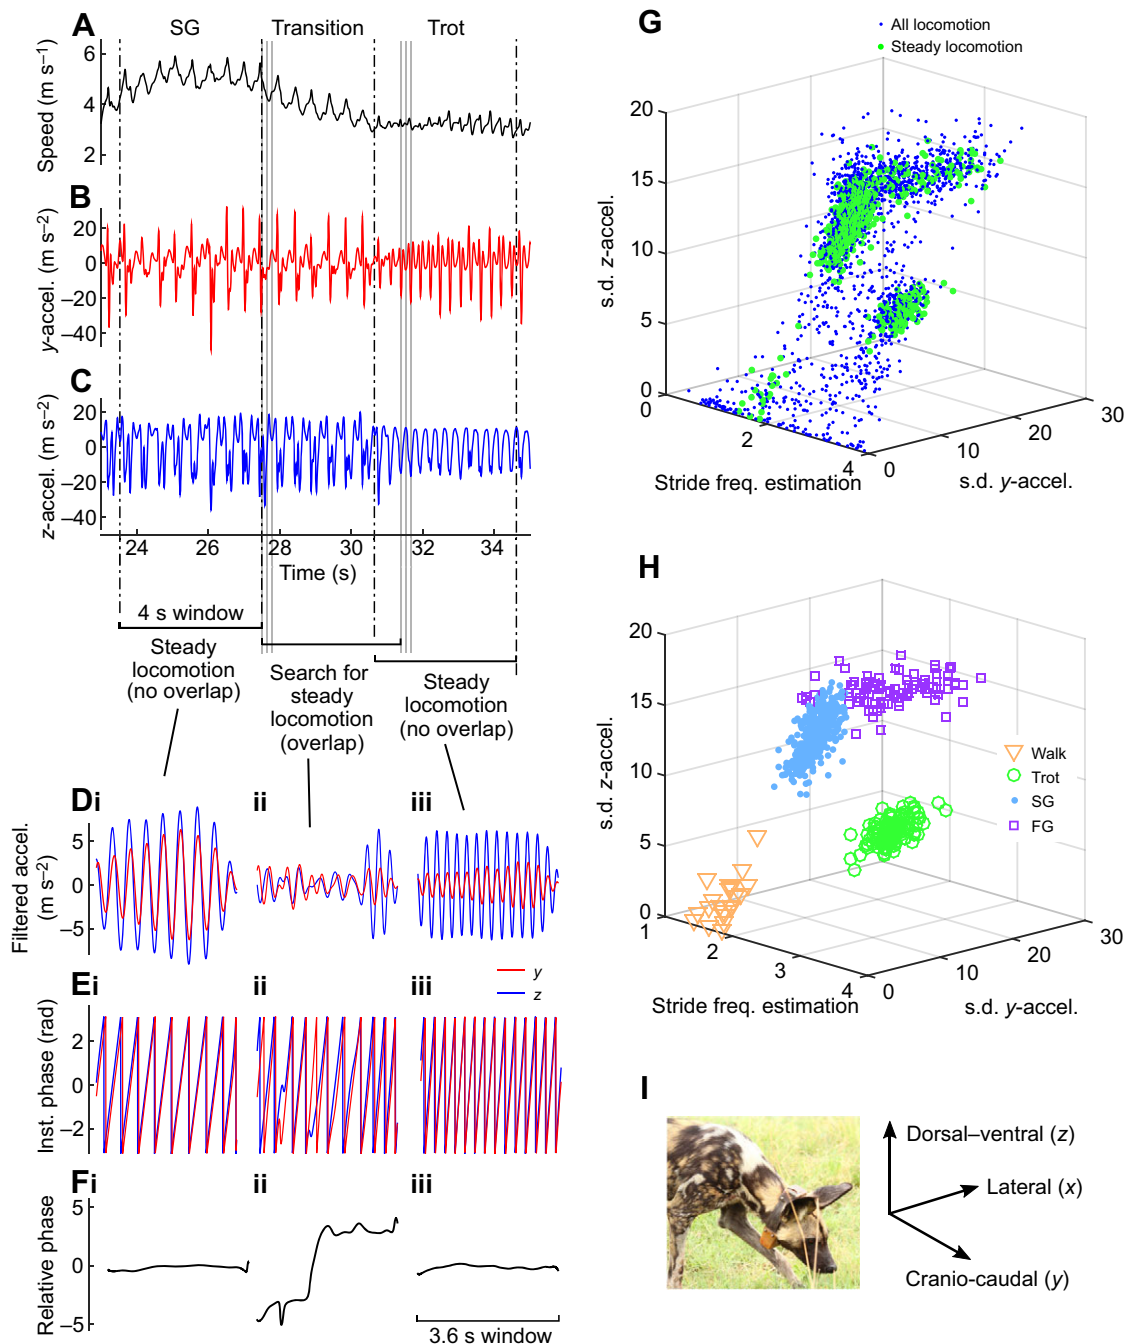 A
SG
Transition
Trot
Speed (m s⁻¹)
6
4
2
B
y-accel. (m s⁻²)
20
0
–20
–40
C
z-accel. (m s⁻²)
20
0
–20
–40
24
26
28
30
32
34
Time (s)
4 s window
Steady
locomotion
(no overlap)
Search for
steady
locomotion
(overlap)
Steady
locomotion
(no overlap)
Di
ii
iii
Filtered accel.
(m s⁻²)
5
0
–5
y
z
Ei
ii
iii
Inst. phase (rad)
2
0
–2
Fi
ii
iii
Relative phase
5
0
–5
3.6 s window
G
All locomotion
Steady locomotion
s.d. z-accel.
20
15
10
5
0
0
2
4
Stride freq. estimation
0
10
20
30
s.d. y-accel.
H
s.d. z-accel.
20
15
10
5
0
1
2
3
4
Stride freq. estimation
0
10
20
30
s.d. y-accel.
Walk
Trot
SG
FG
I
Dorsal–ventral (z)
Lateral (x)
Cranio-caudal (y)